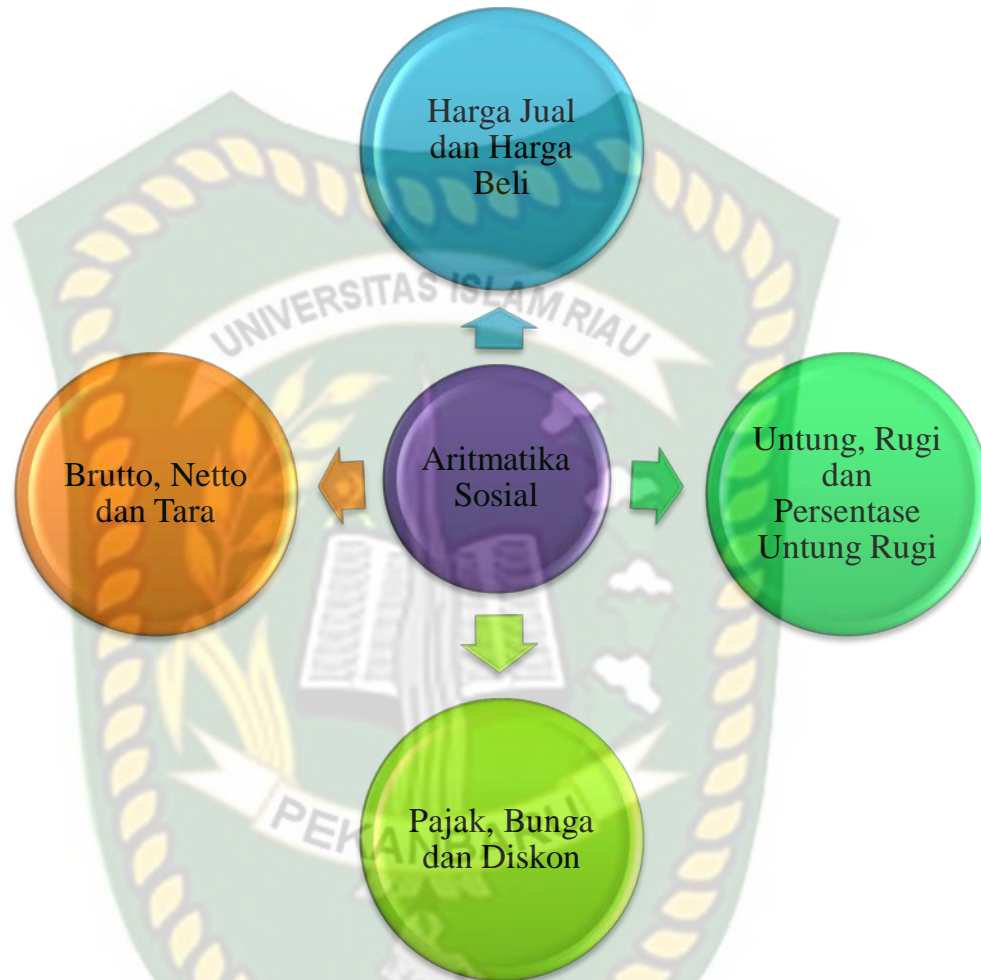 Harga Jual
dan Harga
Beli
UNIVERSITAS ISLAM RIAU
Brutto, Netto
dan Tara
Aritmatika
Sosial
Untung, Rugi
dan
Persentase
Untung Rugi
Pajak, Bunga
dan Diskon
PEKANBARU